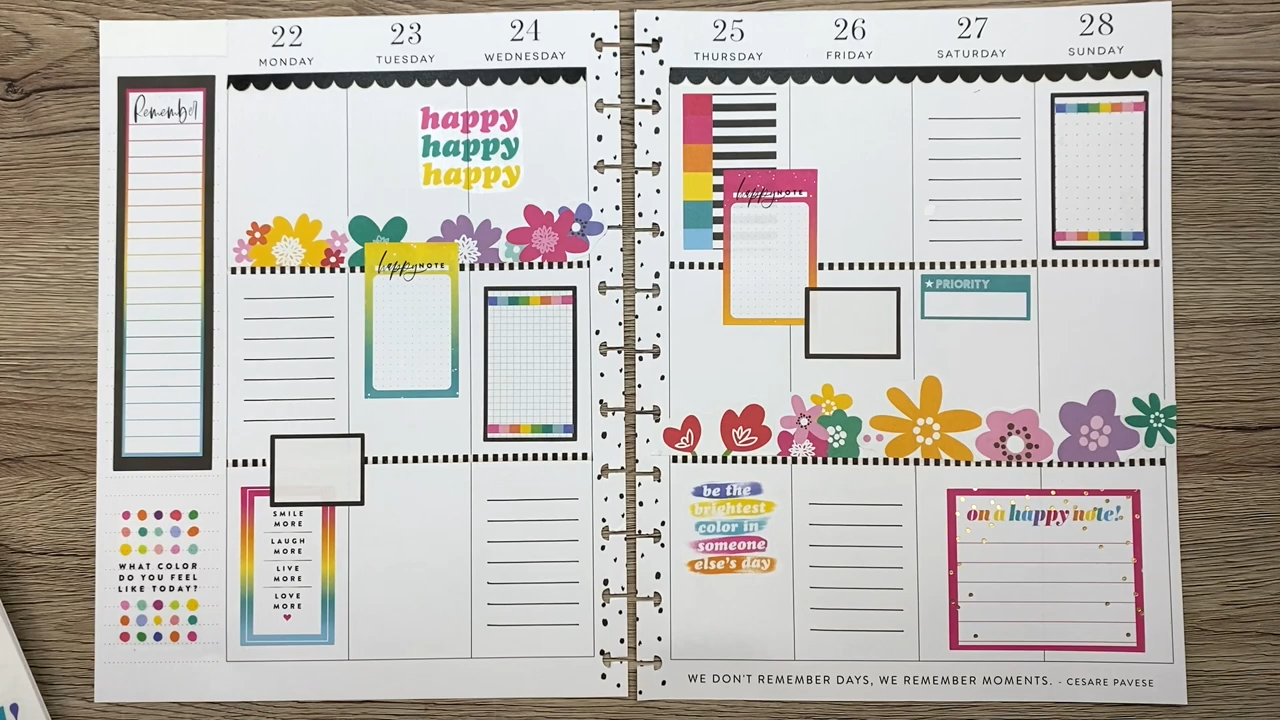 22
MONDAY
23
TUESDAY
24
WEDNESDAY
25
THURSDAY
26
FRIDAY
27
SATURDAY
28
SUNDAY
Remember
happy
happy
happy
happy NOTE
happy NOTE
PRIORITY
SMILE
MORE
LAUGH
MORE
LIVE
MORE
LOVE
MORE
WHAT COLOR
DO YOU FEEL
LIKE TODAY?
be the
brightest
color in
someone
else's day
on a happy note!
WE DON'T REMEMBER DAYS, WE REMEMBER MOMENTS. - CESARE PAVESE